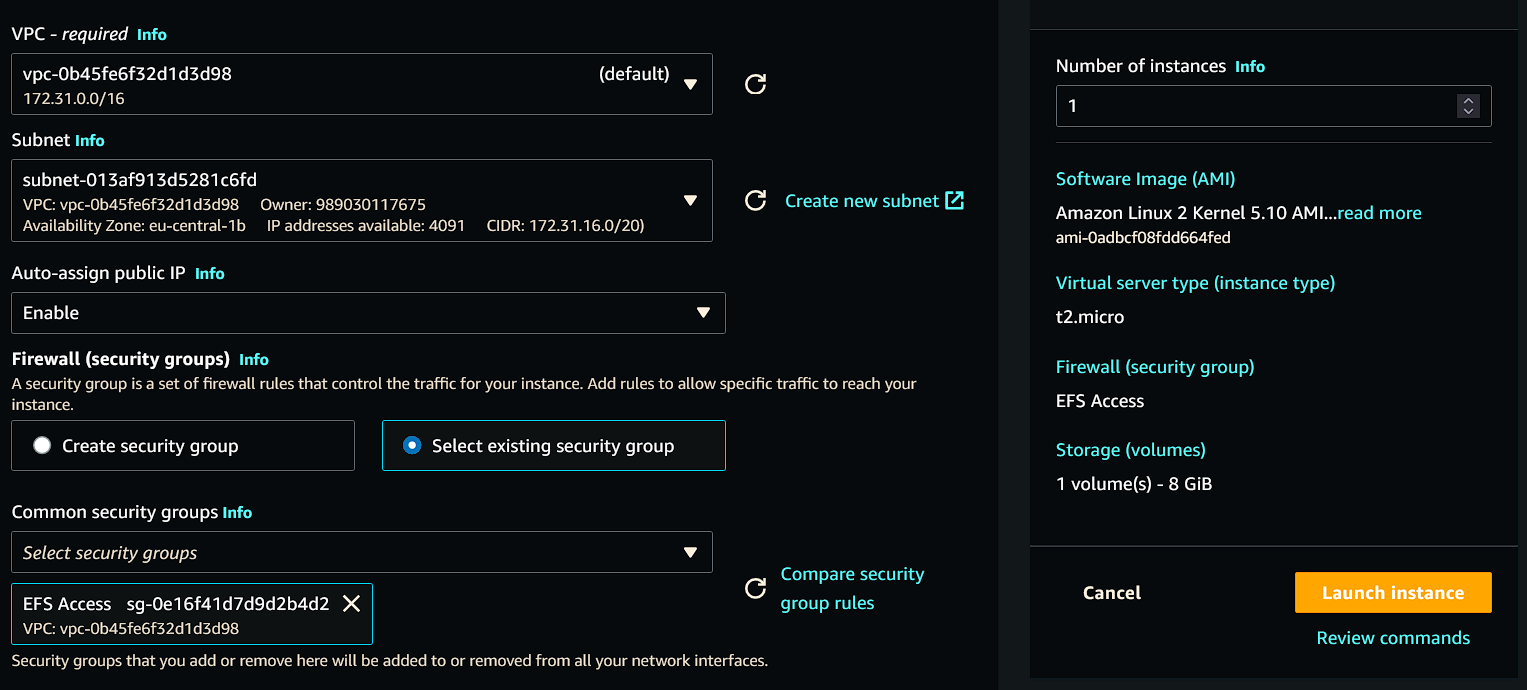 VPC - required Info
vpc-0b45fe6f32d1d3d98 (default)
172.31.0.0/16
Subnet Info
subnet-013af913d5281c6fd
VPC: vpc-0b45fe6f32d1d3d98 Owner: 989030117675
Availability Zone: eu-central-1b IP addresses available: 4091 CIDR: 172.31.16.0/20)
Create new subnet
Auto-assign public IP Info
Enable
Firewall (security groups) Info
A security group is a set of firewall rules that control the traffic for your instance. Add rules to allow specific traffic to reach your
instance.
Create security group
Select existing security group
Common security groups Info
Select security groups
EFS Access sg-0e16f41d7d9d2b4d2
VPC: vpc-0b45fe6f32d1d3d98
Compare security
group rules
Security groups that you add or remove here will be added to or removed from all your network interfaces.
Number of instances Info
1
Software Image (AMI)
Amazon Linux 2 Kernel 5.10 AMI...read more
ami-0adbcf08fdd664fed
Virtual server type (instance type)
t2.micro
Firewall (security group)
EFS Access
Storage (volumes)
1 volume(s) - 8 GiB
Cancel
Launch instance
Review commands